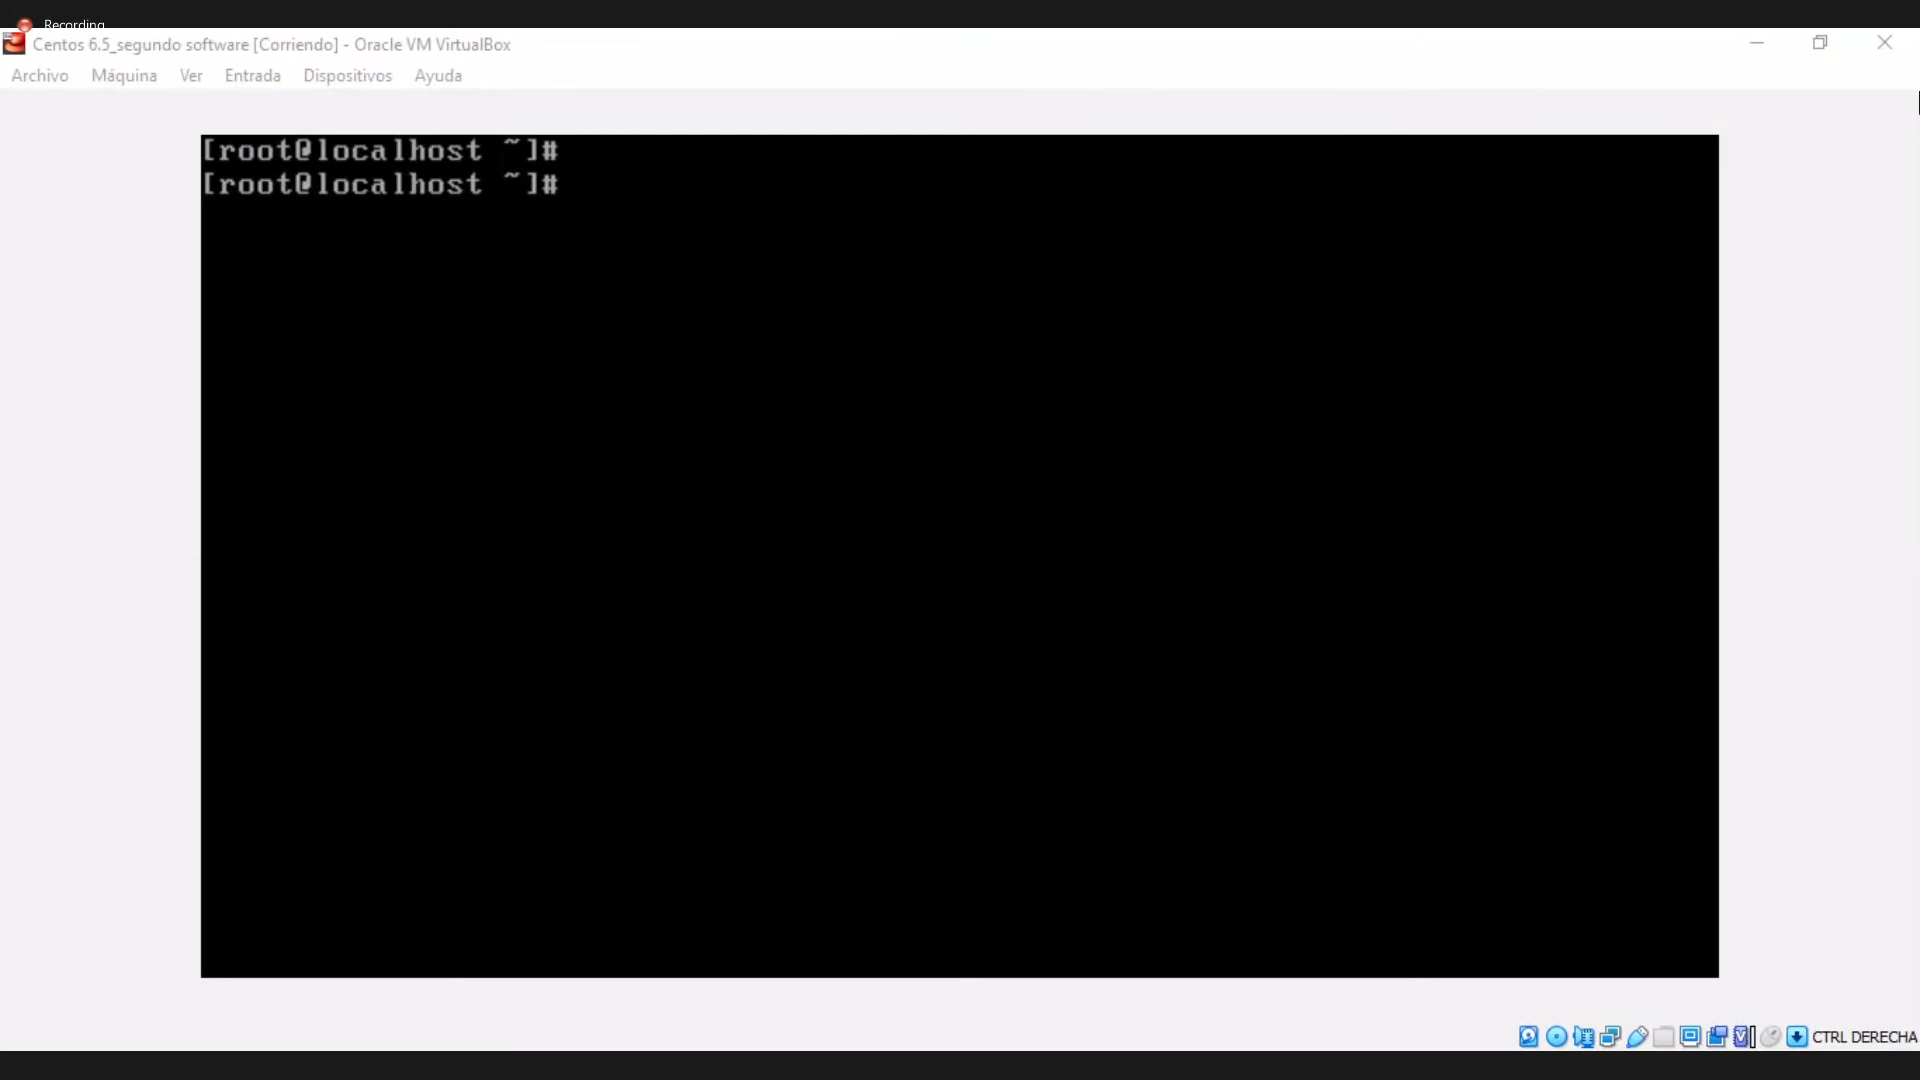 Recording
Centos 6.5_segundo software [Corriendo] - Oracle VM VirtualBox
Archivo Máquina Ver Entrada Dispositivos Ayuda
[root@localhost ~]#
[root@localhost ~]#
CTRL DERECHA